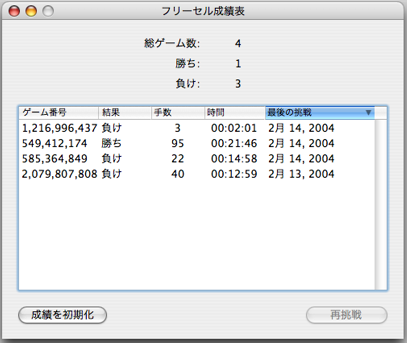 フリーセル成績表
総ゲーム数: 4
勝ち: 1
負け: 3
ゲーム番号 結果 手数 時間 最後の挑戦
1,216,996,437 負け 3 00:02:01 2月 14, 2004
549,412,174 勝ち 95 00:21:46 2月 14, 2004
585,364,849 負け 22 00:14:58 2月 14, 2004
2,079,807,808 負け 40 00:12:59 2月 13, 2004
成績を初期化 再挑戦